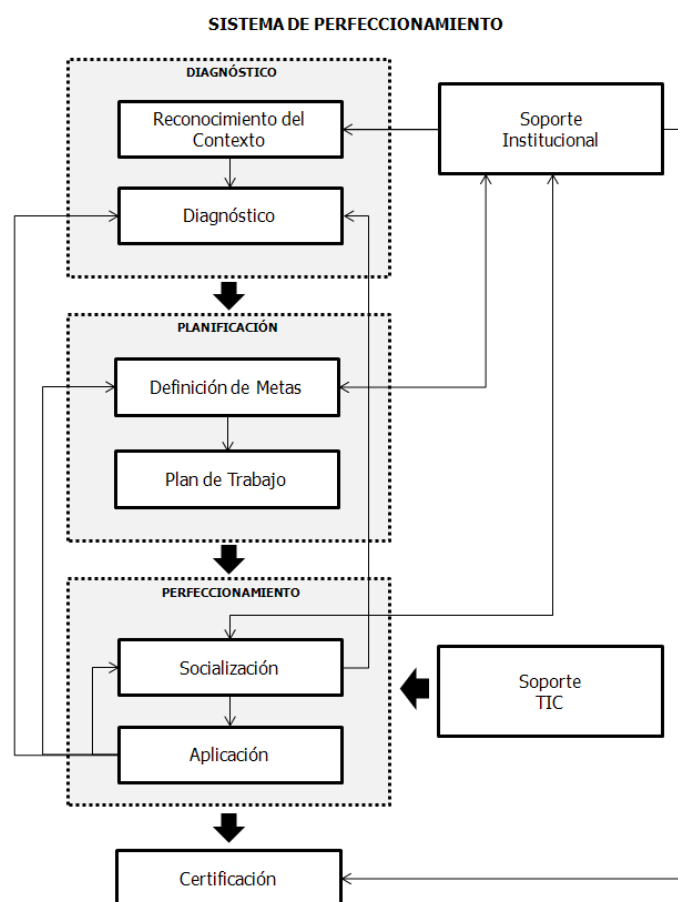 SISTEMA DE PERFECCIONAMIENTO
DIAGNÓSTICO
Reconocimiento del
Contexto
Soporte
Institucional
Diagnóstico
PLANIFICACIÓN
Definición de Metas
Plan de Trabajo
PERFECCIONAMIENTO
Socialización
Soporte
TIC
Aplicación
Certificación